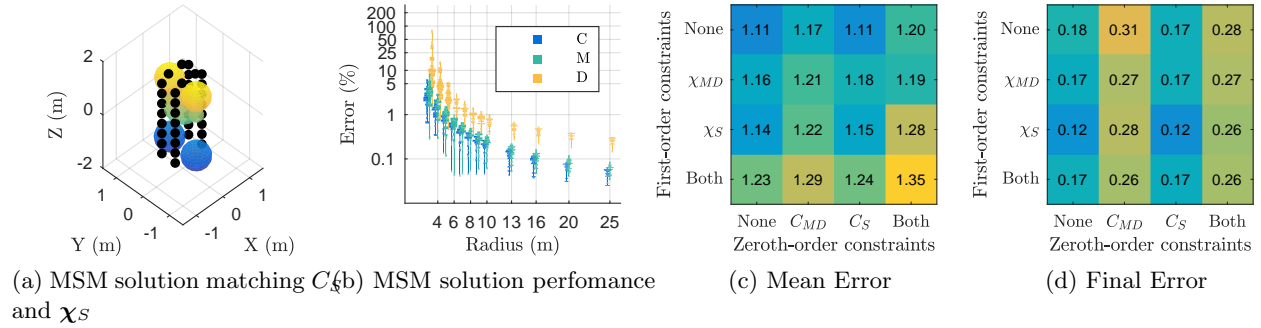 2
0
-2
Z (m)
1
0
-1
Y (m)
-1
0
1
X (m)
200
100
50
25
10
5
1
0.1
Error (%)
C
M
D
4 6 8 10 13 16 20 25
Radius (m)
First-order constraints
None 1.11 1.17 1.11 1.20
χMD 1.16 1.21 1.18 1.19
χS 1.14 1.22 1.15 1.28
Both 1.23 1.29 1.24 1.35
None CMD CS Both
Zeroth-order constraints
First-order constraints
None 0.18 0.31 0.17 0.28
χMD 0.17 0.27 0.17 0.27
χS 0.12 0.28 0.12 0.26
Both 0.17 0.26 0.17 0.26
None CMD CS Both
Zeroth-order constraints
(a) MSM solution matching CS
and χS
(b) MSM solution perfomance
(c) Mean Error
(d) Final Error